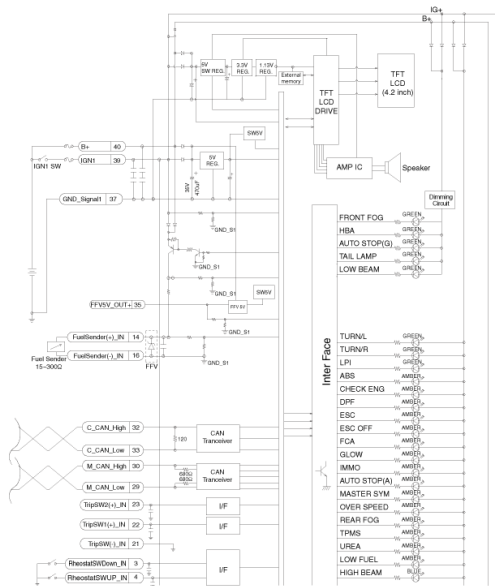 IG+
B+
5V SW REG.
3.3V REG.
1.13V REG.
External memory
TFT LCD DRIVE
TFT LCD (4.2 inch)
SW5V
B+ 40
IGN1 39
IGN1 SW
5V REG.
35V 470uF
AMP IC
Speaker
GND_Signal1 37
Dimming Circuit
GND_S1
GND_S1
GND_S1
FFV5V_OUT+ 35
FFV 5V
SW5V
GND_S1
FuelSender(+)_IN 14
FuelSender(-)_IN 16
Fuel Sender 15~300Ω
FFV
GND_S1
C_CAN_High 32
120
CAN Tranceiver
C_CAN_Low 33
M_CAN_High 30
680Ω
680Ω
CAN Tranceiver
M_CAN_Low 29
TripSW2(+)_IN 23
I/F
TripSW1(+)_IN 22
I/F
TripSW(-)_IN 21
RheostatSWDown_IN 3
I/F
RheostatSWUP_IN 4
Inter Face
FRONT FOG GREEN
HBA GREEN
AUTO STOP(G) GREEN
TAIL LAMP GREEN
LOW BEAM GREEN
TURN/L GREEN
TURN/R GREEN
LPI GREEN
ABS AMBER
CHECK ENG AMBER
DPF AMBER
ESC AMBER
ESC OFF AMBER
FCA AMBER
GLOW AMBER
IMMO AMBER
AUTO STOP(A) AMBER
MASTER SYM AMBER
OVER SPEED AMBER
REAR FOG AMBER
TPMS AMBER
UREA AMBER
LOW FUEL AMBER
HIGH BEAM BLUE